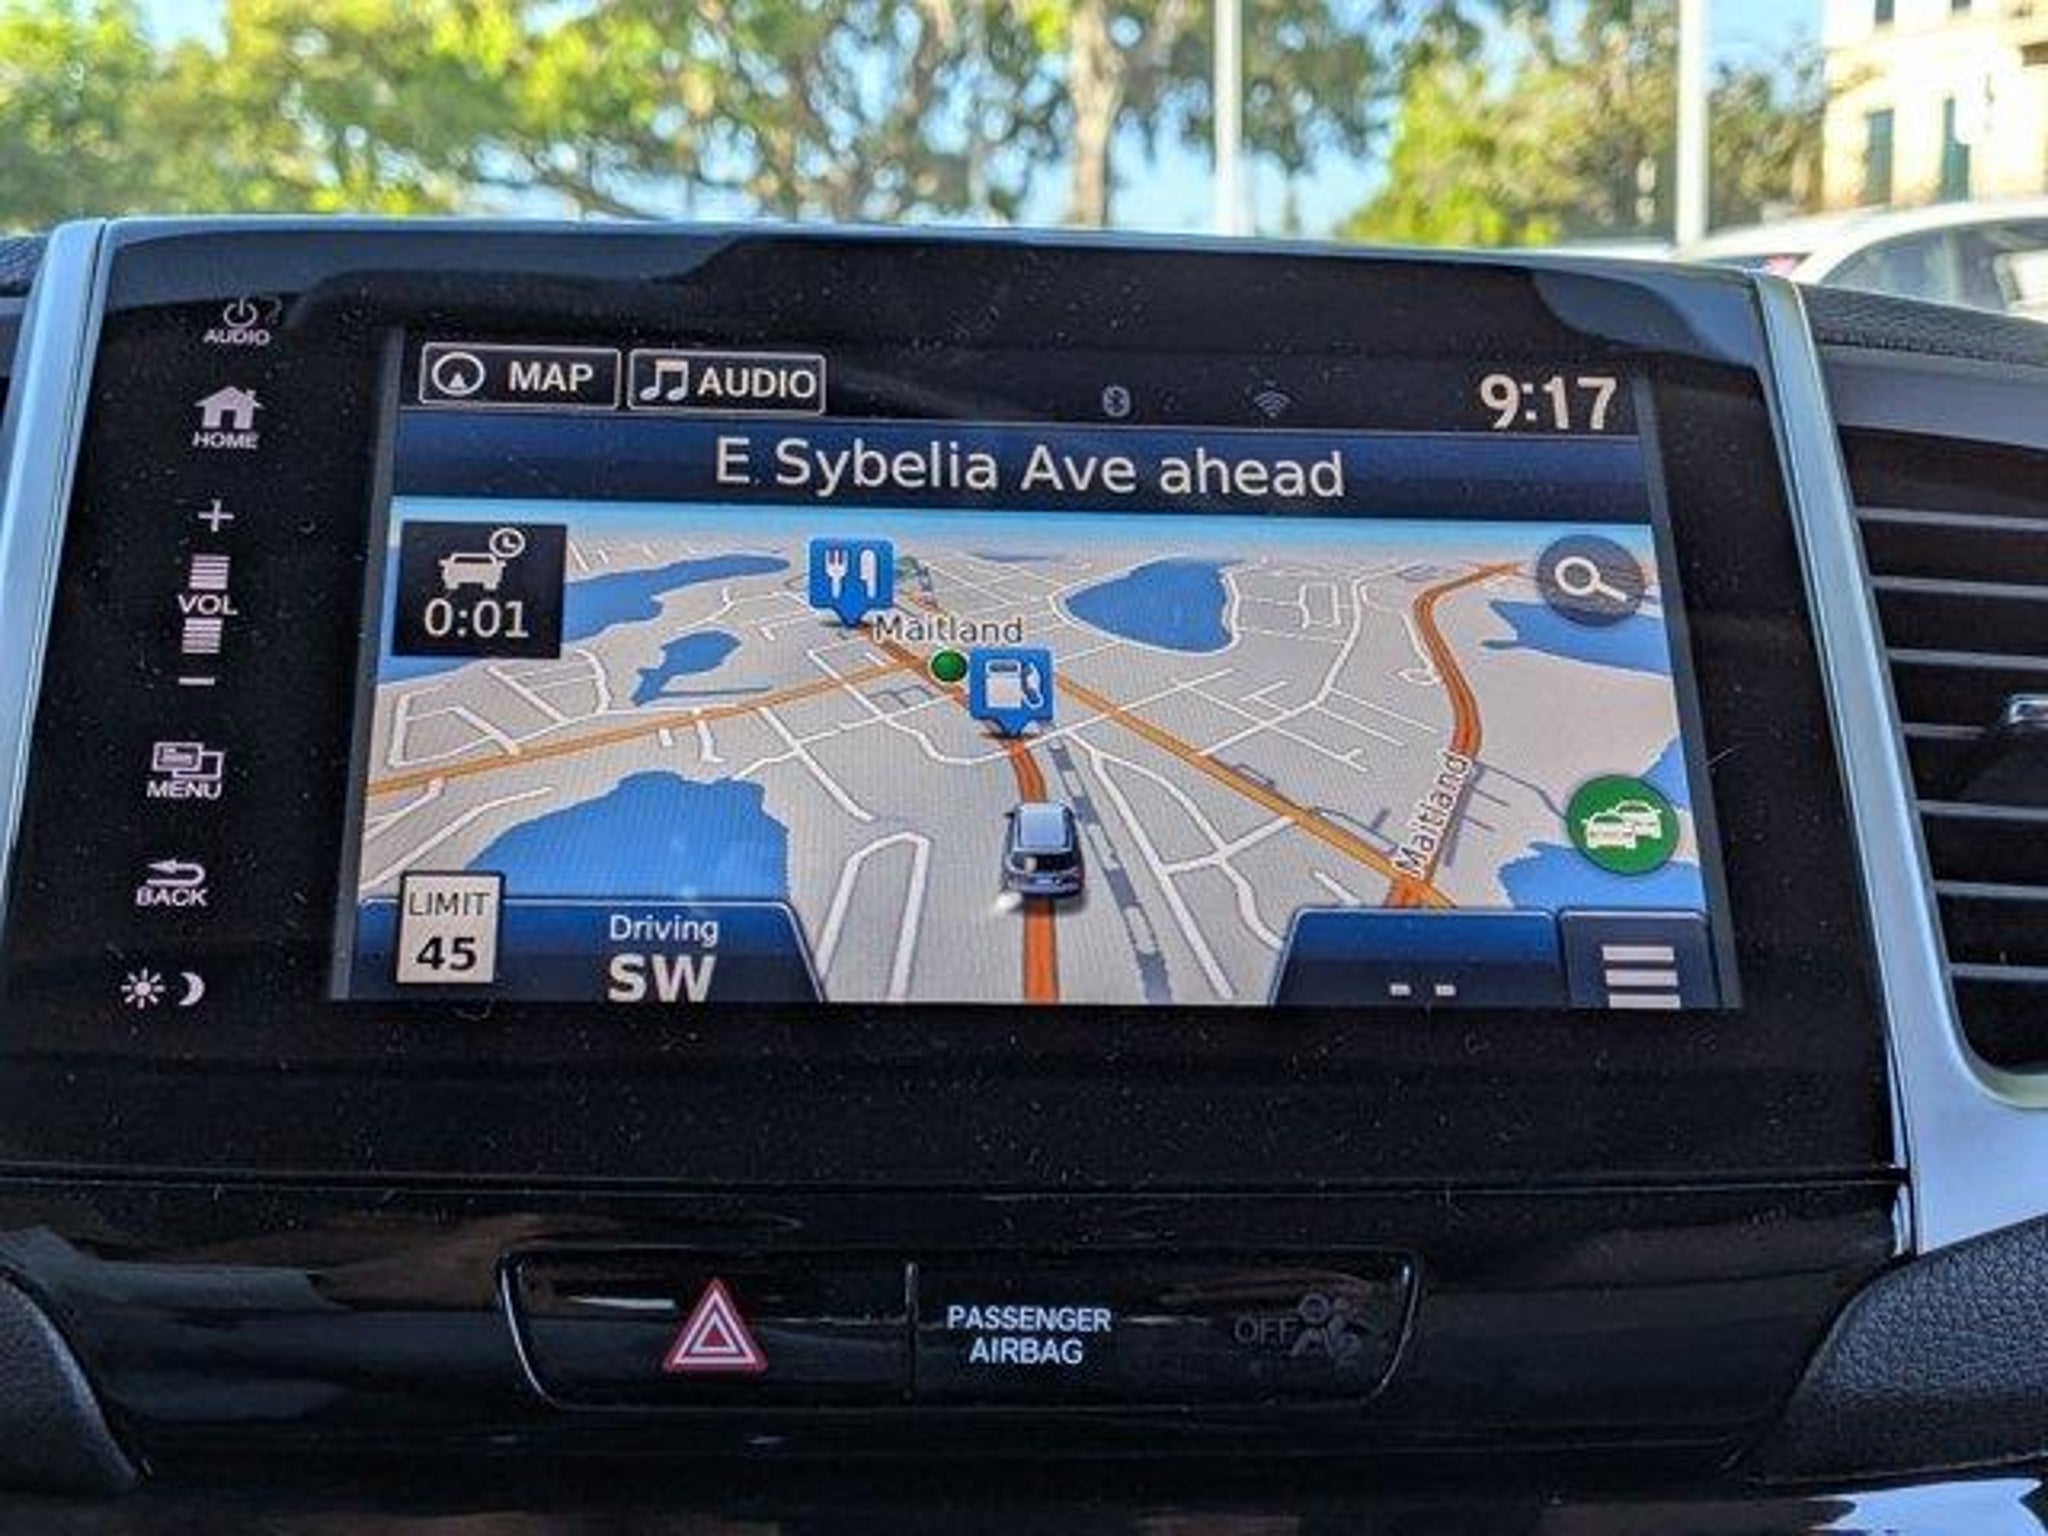 AUDIO
HOME
+
VOL
−
MENU
BACK
MAP
AUDIO
9:17
E Sybelia Ave ahead
0:01
Maitland
Maitland
LIMIT
45
Driving
SW
--
PASSENGER
AIRBAG
OFF